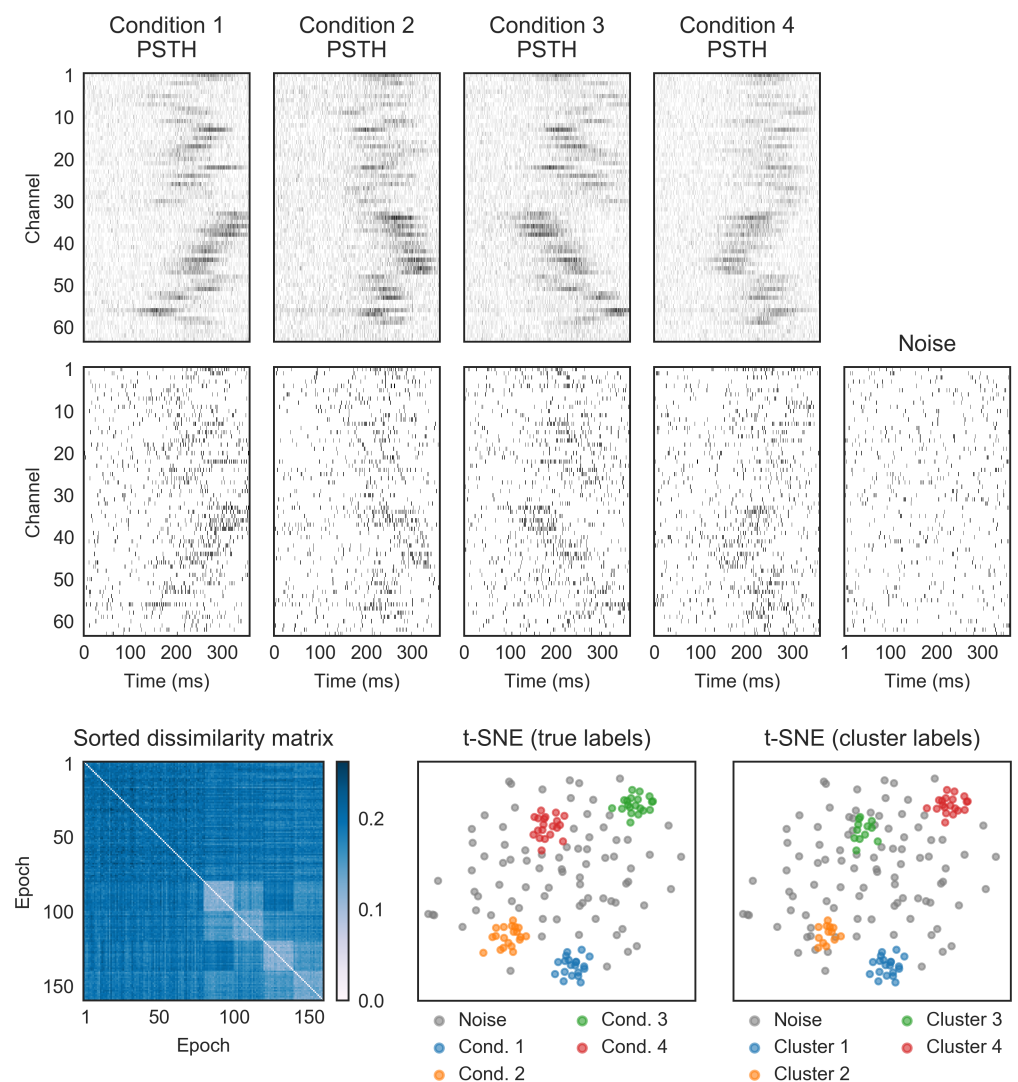 Condition 1 PSTH
Condition 2 PSTH
Condition 3 PSTH
Condition 4 PSTH
Channel
1
10
20
30
40
50
60
Noise
Channel
1
10
20
30
40
50
60
0 100 200 300
0 100 200 300
0 100 200 300
0 100 200 300
1 100 200 300
Time (ms)
Time (ms)
Time (ms)
Time (ms)
Time (ms)
Sorted dissimilarity matrix
Epoch
1
50
100
150
1 50 100 150
Epoch
0.2
0.1
0.0
t-SNE (true labels)
Noise
Cond. 1
Cond. 2
Cond. 3
Cond. 4
t-SNE (cluster labels)
Noise
Cluster 1
Cluster 2
Cluster 3
Cluster 4